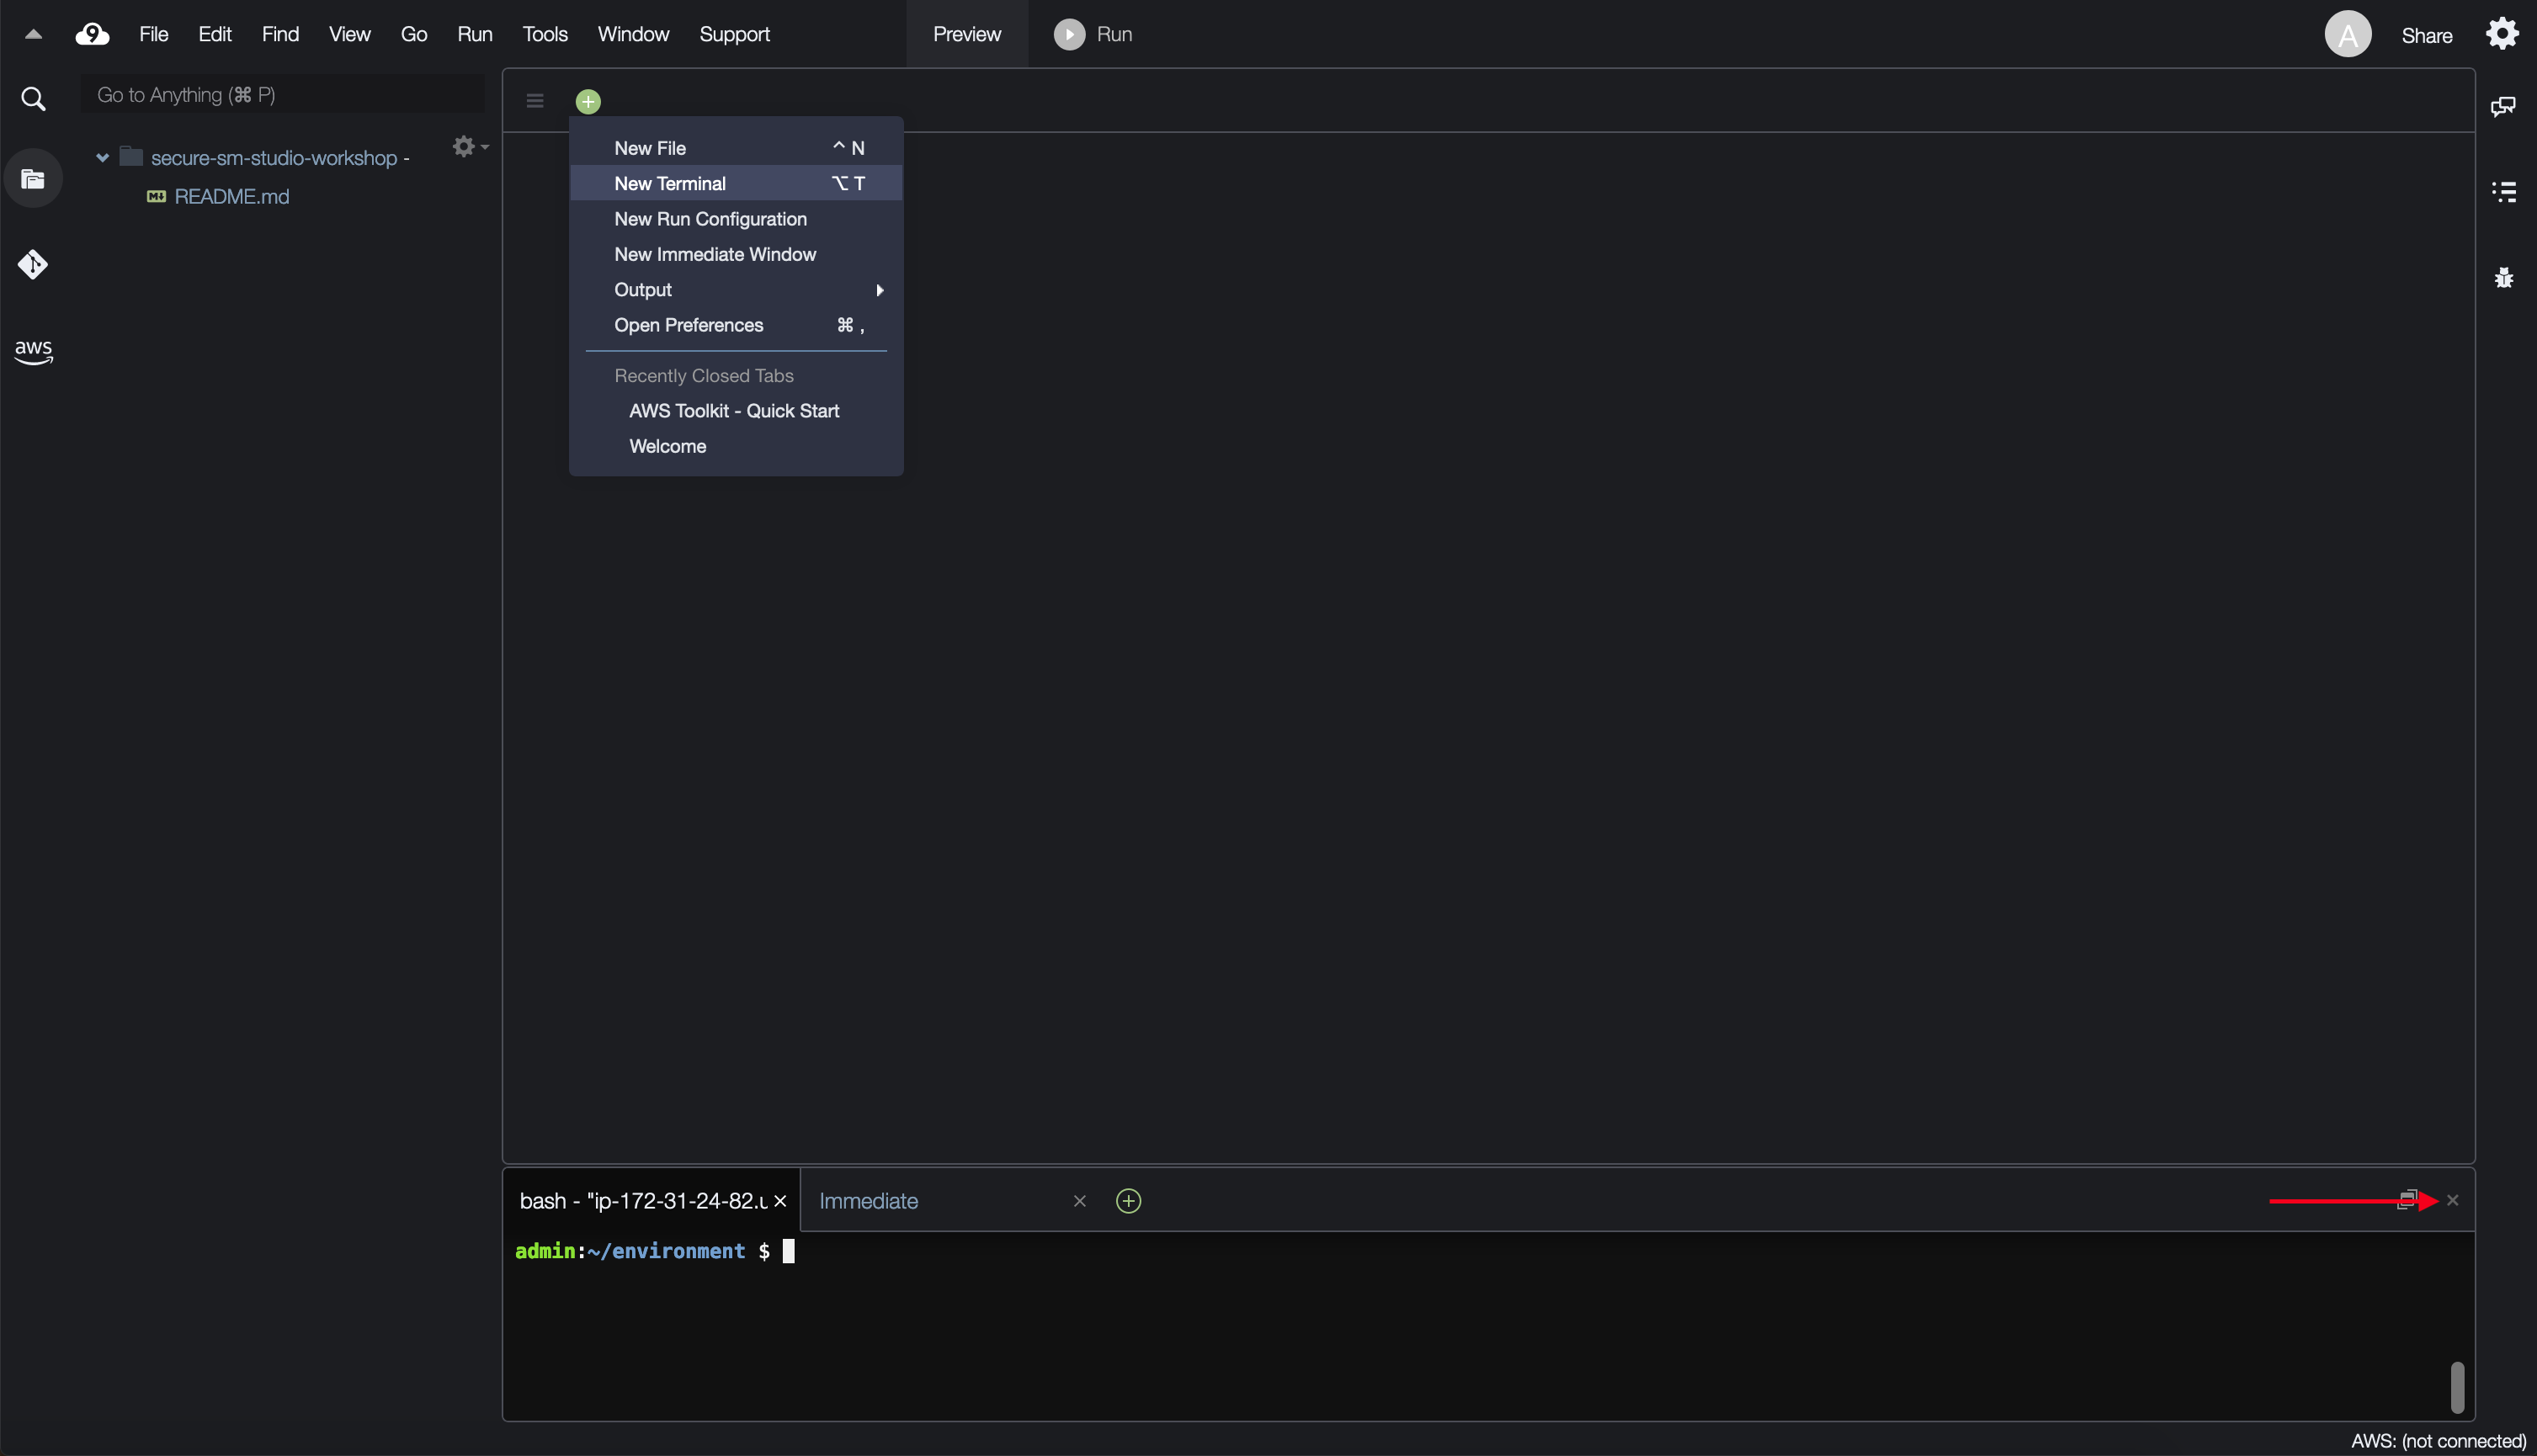 9 File Edit Find View Go Run Tools Window Support Preview Run A Share
Go to Anything (⌘ P)
secure-sm-studio-workshop -
README.md
aws
New File ^ N
New Terminal ⌥ T
New Run Configuration
New Immediate Window
Output
Open Preferences ⌘ ,
Recently Closed Tabs
AWS Toolkit - Quick Start
Welcome
bash - "ip-172-31-24-82.u Immediate
admin:~/environment $
AWS: (not connected)